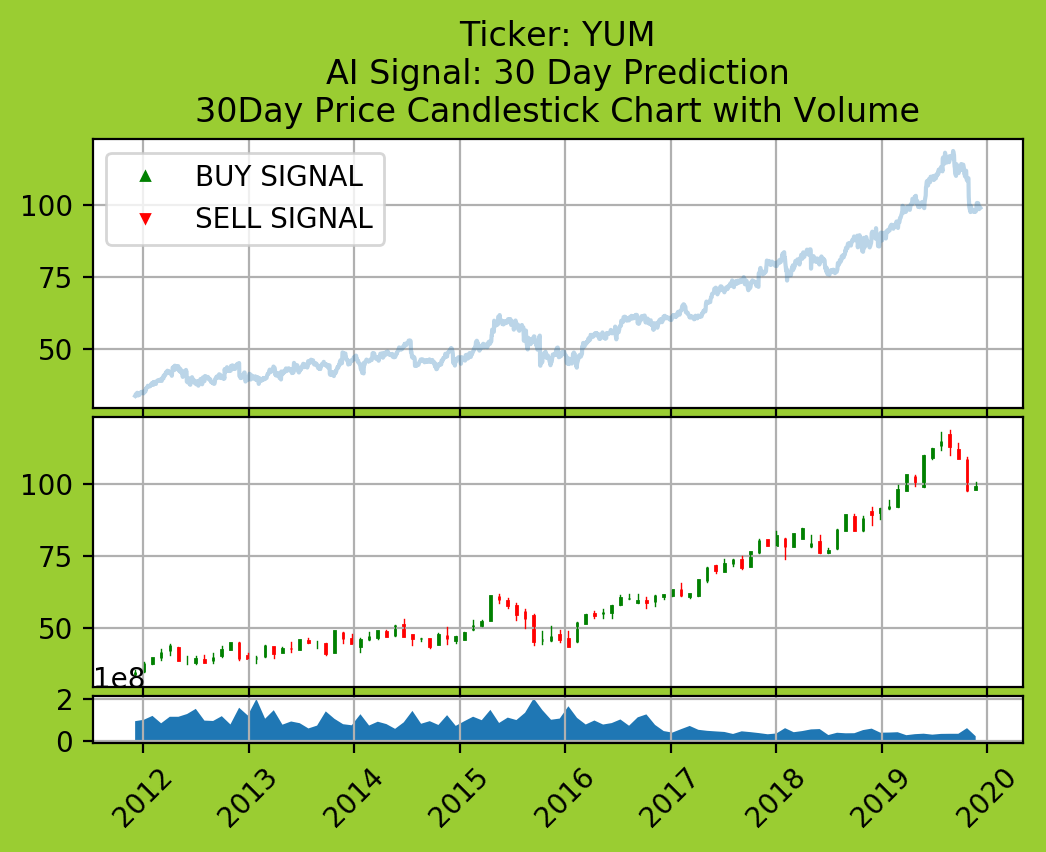 Ticker: YUM
AI Signal: 30 Day Prediction
30Day Price Candlestick Chart with Volume
BUY SIGNAL
SELL SIGNAL
100
75
50
100
75
50
1e8
2
0
2012 2013 2014 2015 2016 2017 2018 2019 2020